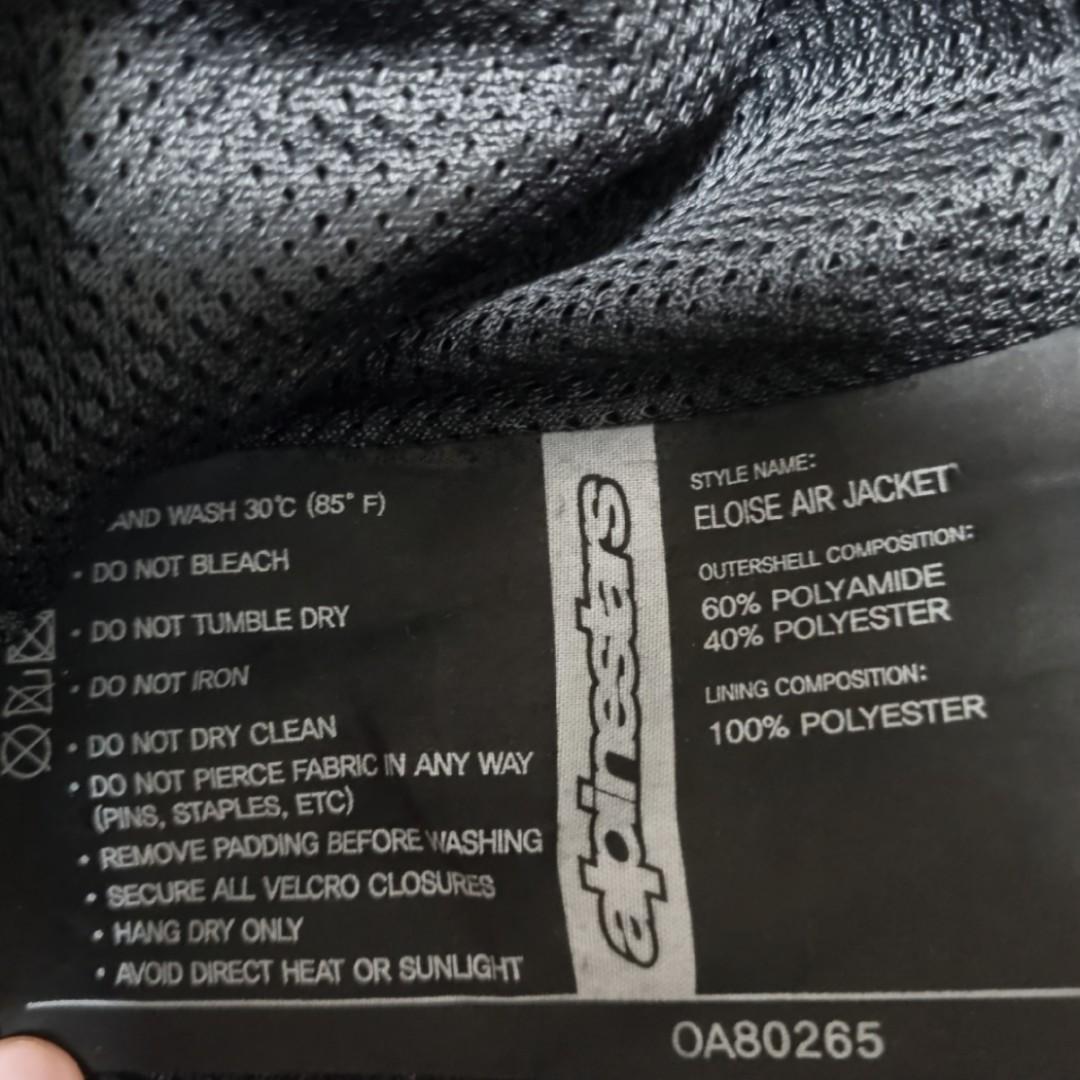 AND WASH 30°C (85° F)
• DO NOT BLEACH
• DO NOT TUMBLE DRY
• DO NOT IRON
• DO NOT DRY CLEAN
• DO NOT PIERCE FABRIC IN ANY WAY
(PINS, STAPLES, ETC)
• REMOVE PADDING BEFORE WASHING
• SECURE ALL VELCRO CLOSURES
• HANG DRY ONLY
• AVOID DIRECT HEAT OR SUNLIGHT
alpinestars
STYLE NAME:
ELOISE AIR JACKET
OUTERSHELL COMPOSITION:
60% POLYAMIDE
40% POLYESTER
LINING COMPOSITION:
100% POLYESTER
OA80265